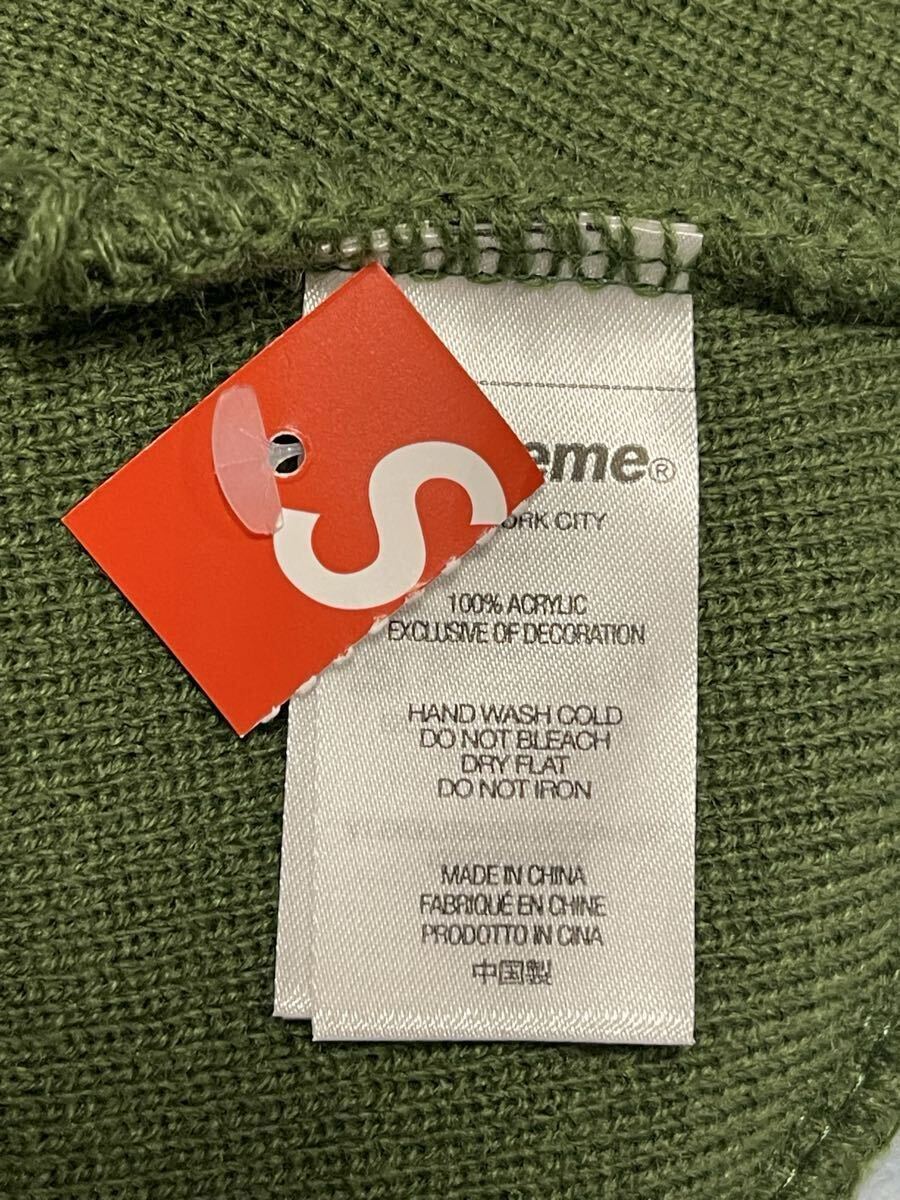 S
eme®
ORK CITY
100% ACRYLIC
EXCLUSIVE OF DECORATION
HAND WASH COLD
DO NOT BLEACH
DRY FLAT
DO NOT IRON
MADE IN CHINA
FABRIQUÉ EN CHINE
PRODOTTO IN CINA
中国製